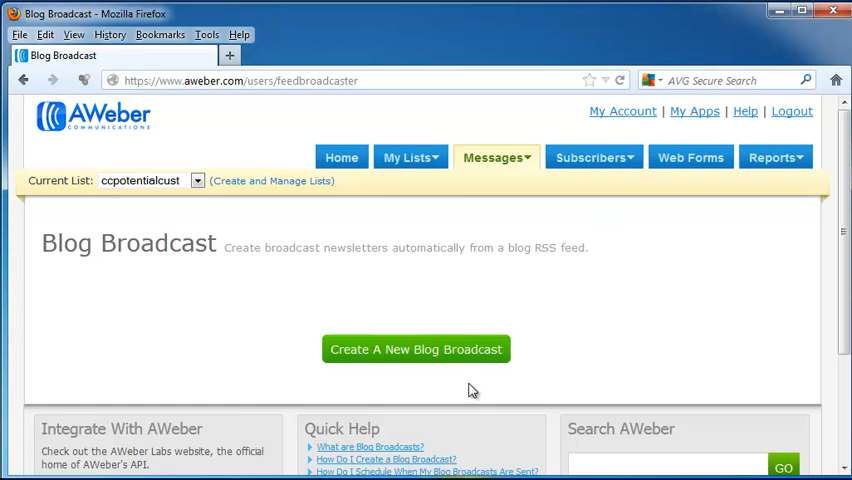 Blog Broadcast - Mozilla Firefox
File Edit View History Bookmarks Tools Help
Blog Broadcast
https://www.aweber.com/users/feedbroadcaster
AVG Secure Search
AWeber
COMMUNICATIONS
My Account My Apps Help Logout
Home My Lists Messages Subscribers Web Forms Reports
Current List: ccpotentialcust (Create and Manage Lists)
Blog Broadcast Create broadcast newsletters automatically from a blog RSS feed.
Create A New Blog Broadcast
Integrate With AWeber
Check out the AWeber Labs website, the official
home of AWeber's API.
Quick Help
What are Blog Broadcasts?
How Do I Create a Blog Broadcast?
How Do I Schedule When My Blog Broadcasts Are Sent?
Search AWeber
GO